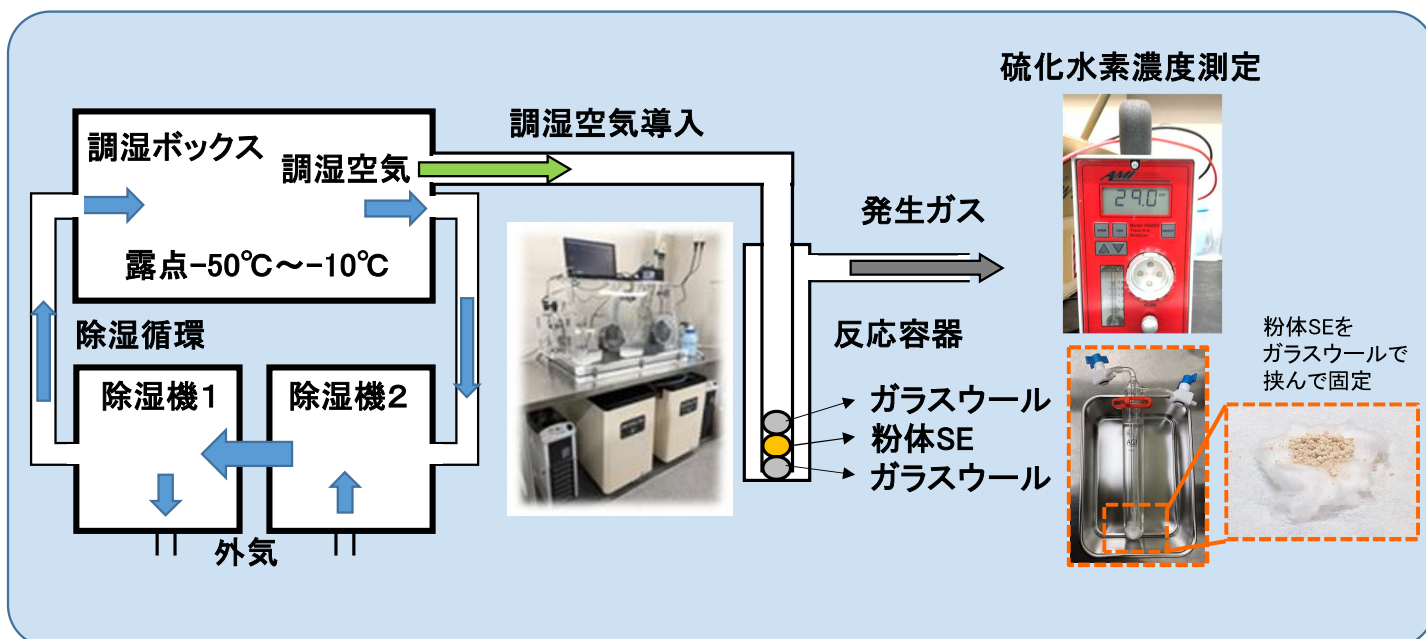 硫化水素濃度測定
調湿空気導入
調湿ボックス
調湿空気
AMI
29.0
発生ガス
露点-50℃～-10℃
除湿循環
反応容器
粉体SEを
ガラスウールで
挟んで固定
除湿機1
除湿機2
ガラスウール
粉体SE
ガラスウール
外気